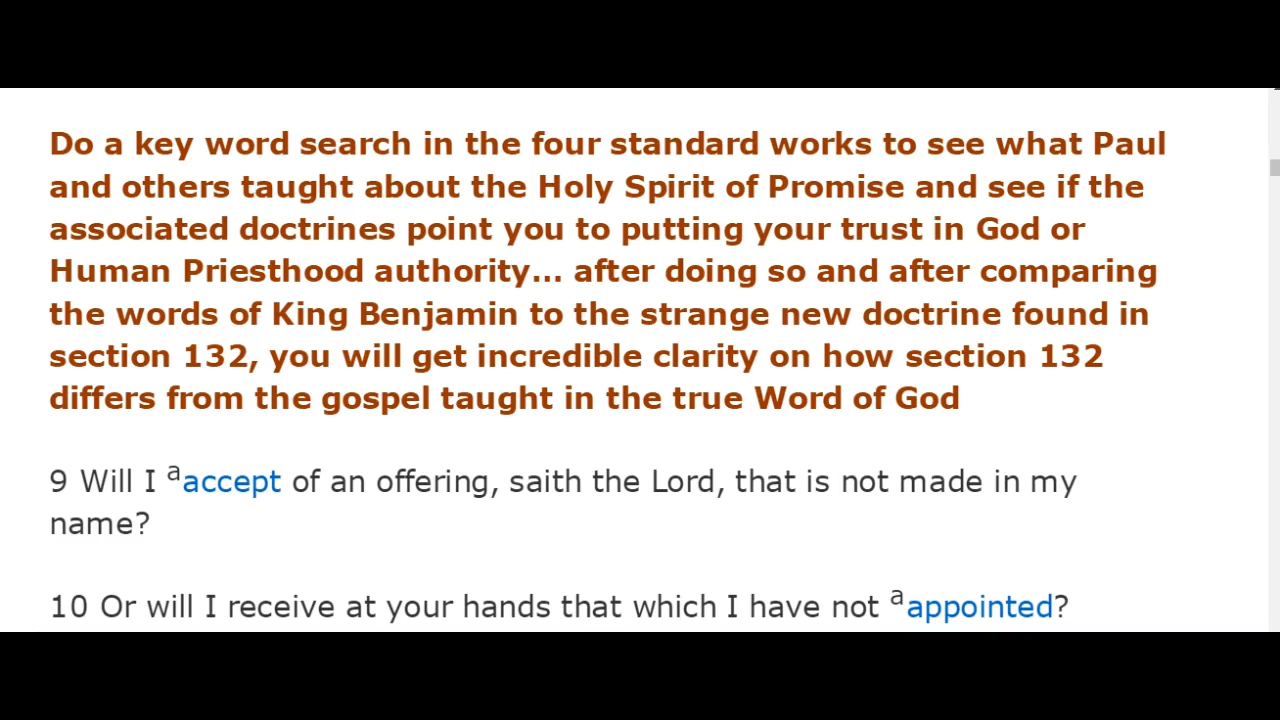 Do a key word search in the four standard works to see what Paul
and others taught about the Holy Spirit of Promise and see if the
associated doctrines point you to putting your trust in God or
Human Priesthood authority... after doing so and after comparing
the words of King Benjamin to the strange new doctrine found in
section 132, you will get incredible clarity on how section 132
differs from the gospel taught in the true Word of God
9 Will I aaccept of an offering, saith the Lord, that is not made in my
name?
10 Or will I receive at your hands that which I have not aappointed?